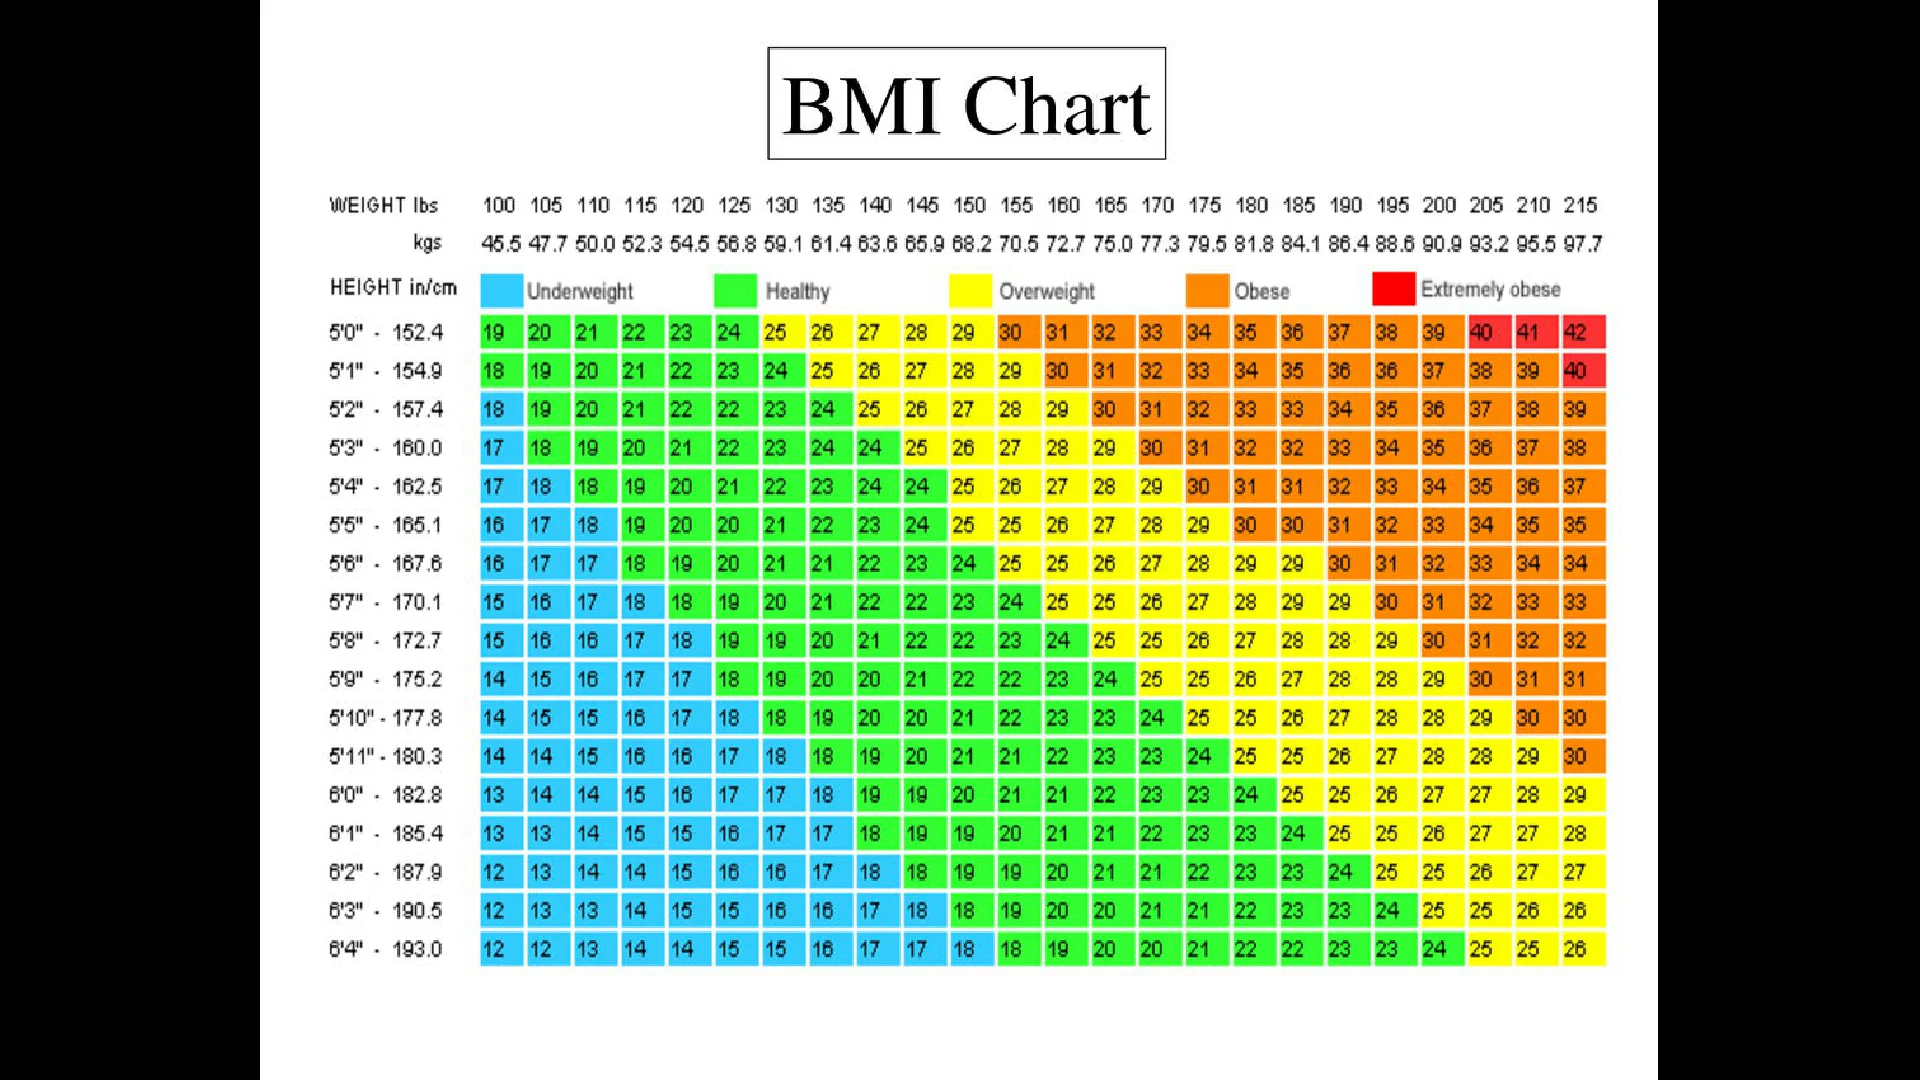 BMI Chart
WEIGHT lbs 100 105 110 115 120 125 130 135 140 145 150 155 160 165 170 175 180 185 190 195 200 205 210 215
kgs 45.5 47.7 50.0 52.3 54.5 56.8 59.1 61.4 63.6 65.9 68.2 70.5 72.7 75.0 77.3 79.5 81.8 84.1 86.4 88.6 90.9 93.2 95.5 97.7
HEIGHT in/cm Underweight Healthy Overweight Obese Extremely obese
5'0" - 152.4 19 20 21 22 23 24 25 26 27 28 29 30 31 32 33 34 35 36 37 38 39 40 41 42
5'1" - 154.9 18 19 20 21 22 23 24 25 26 27 28 29 30 31 32 33 34 35 36 36 37 38 39 40
5'2" - 157.4 18 19 20 21 22 22 23 24 25 26 27 28 29 30 31 32 33 33 34 35 36 37 38 39
5'3" - 160.0 17 18 19 20 21 22 23 24 24 25 26 27 28 29 30 31 32 32 33 34 35 36 37 38
5'4" - 162.5 17 18 18 19 20 21 22 23 24 24 25 26 27 28 29 30 31 31 32 33 34 35 36 37
5'5" - 165.1 16 17 18 19 20 20 21 22 23 24 25 25 26 27 28 29 30 30 31 32 33 34 35 35
5'6" - 167.6 16 17 17 18 19 20 21 21 22 23 24 25 25 26 27 28 29 29 30 31 32 33 34 34
5'7" - 170.1 15 16 17 18 18 19 20 21 22 22 23 24 25 25 26 27 28 29 29 30 31 32 33 33
5'8" - 172.7 15 16 16 17 18 19 19 20 21 22 22 23 24 25 25 26 27 28 28 29 30 31 32 32
5'9" - 175.2 14 15 16 17 17 18 19 20 20 21 22 22 23 24 25 25 26 27 28 28 29 30 31 31
5'10" - 177.8 14 15 15 16 17 18 18 19 20 20 21 22 23 23 24 25 25 26 27 28 28 29 30 30
5'11" - 180.3 14 14 15 16 16 17 18 18 19 20 21 21 22 23 23 24 25 25 26 27 28 28 29 30
6'0" - 182.8 13 14 14 15 16 17 17 18 19 19 20 21 21 22 23 23 24 25 25 26 27 27 28 29
6'1" - 185.4 13 13 14 15 15 16 17 17 18 19 19 20 21 21 22 23 23 24 25 25 26 27 27 28
6'2" - 187.9 12 13 14 14 15 16 16 17 18 18 19 19 20 21 21 22 23 23 24 25 25 26 27 27
6'3" - 190.5 12 13 13 14 15 15 16 16 17 18 18 19 20 20 21 21 22 23 23 24 25 25 26 26
6'4" - 193.0 12 12 13 14 14 15 15 16 17 17 18 18 19 20 20 21 22 22 23 23 24 25 25 26